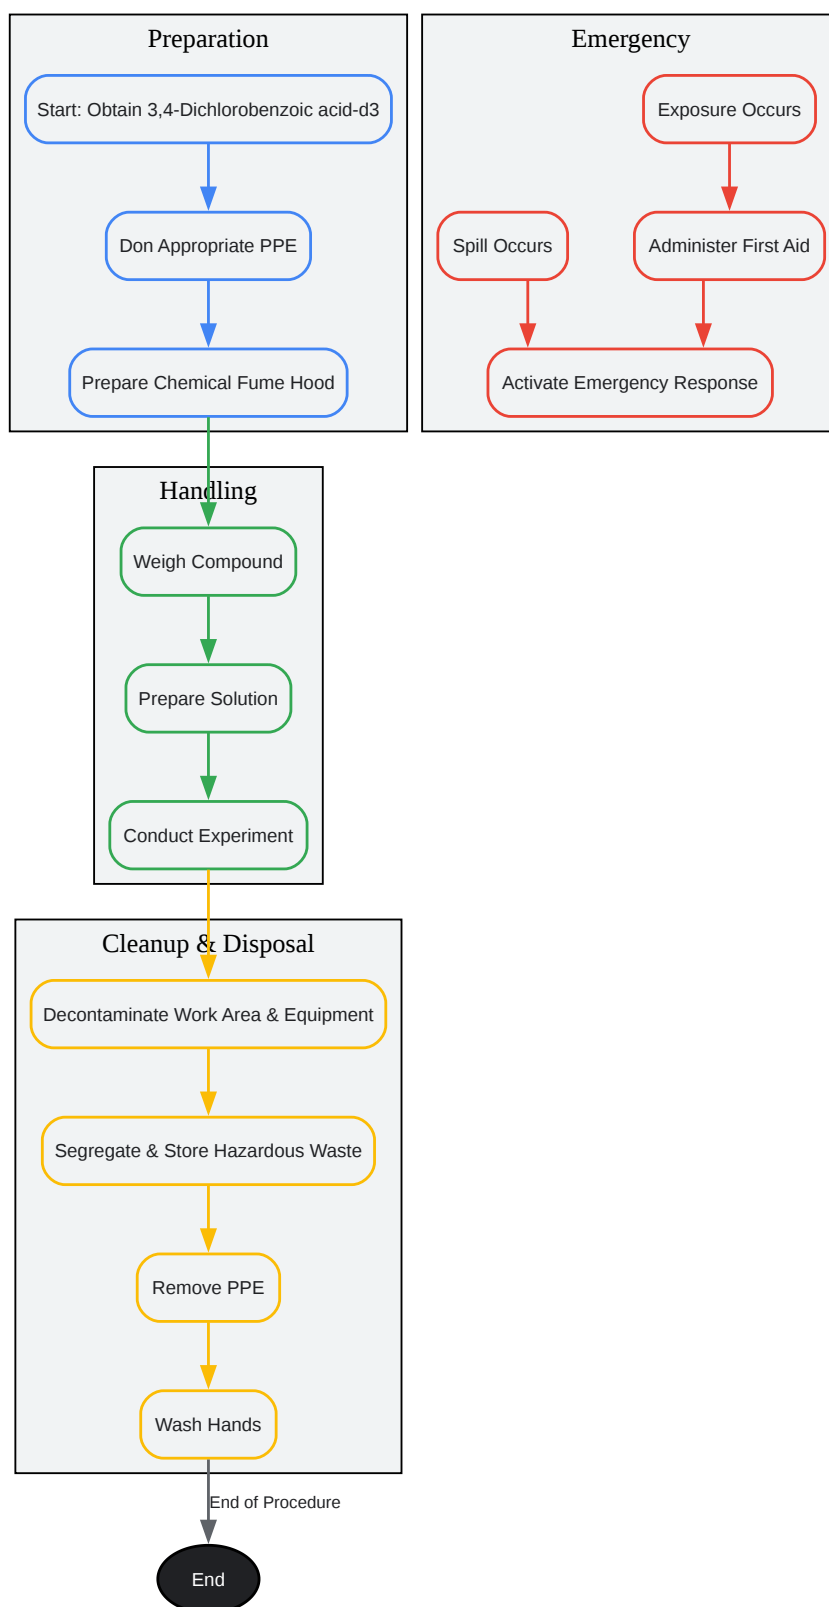 Preparation
Start: Obtain 3,4-Dichlorobenzoic acid-d3
Don Appropriate PPE
Prepare Chemical Fume Hood
Emergency
Exposure Occurs
Spill Occurs
Administer First Aid
Activate Emergency Response
Handling
Weigh Compound
Prepare Solution
Conduct Experiment
Cleanup & Disposal
Decontaminate Work Area & Equipment
Segregate & Store Hazardous Waste
Remove PPE
Wash Hands
End of Procedure
End